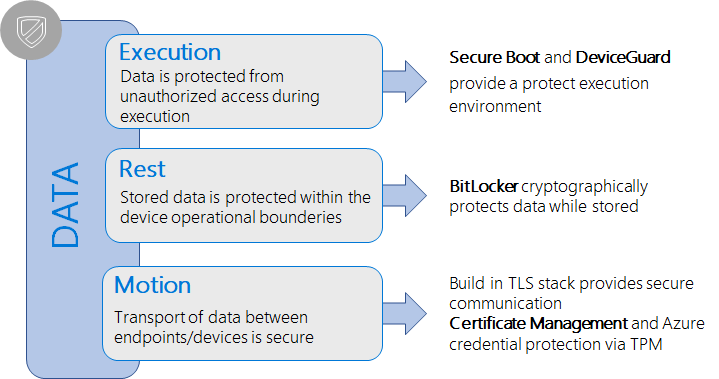 DATA
Execution
Data is protected from
unauthorized access during
execution
Secure Boot and DeviceGuard
provide a protect execution
environment
Rest
Stored data is protected within the
device operational bounderies
BitLocker cryptographically
protects data while stored
Motion
Transport of data between
endpoints/devices is secure
Build in TLS stack provides secure
communication
Certificate Management and Azure
credential protection via TPM